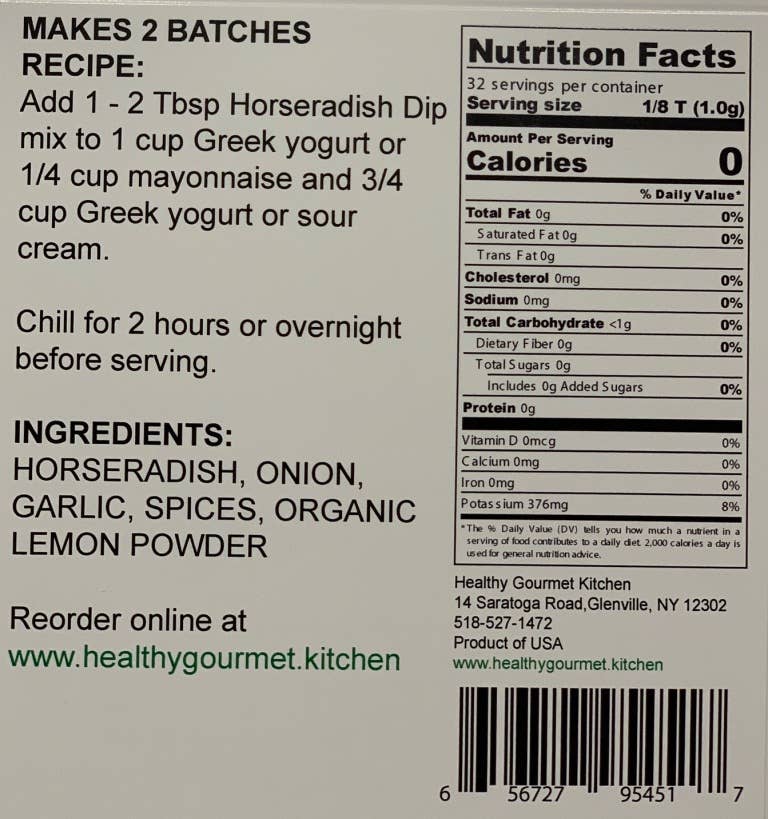 MAKES 2 BATCHES
RECIPE:
Add 1 - 2 Tbsp Horseradish Dip
mix to 1 cup Greek yogurt or
1/4 cup mayonnaise and 3/4
cup Greek yogurt or sour
cream.
Chill for 2 hours or overnight
before serving.
INGREDIENTS:
HORSERADISH, ONION,
GARLIC, SPICES, ORGANIC
LEMON POWDER
Reorder online at
www.healthygourmet.kitchen
Nutrition Facts
32 servings per container
Serving size 1/8 T (1.0g)
Amount Per Serving
Calories 0
% Daily Value*
Total Fat 0g 0%
Saturated Fat 0g 0%
Trans Fat 0g
Cholesterol 0mg 0%
Sodium 0mg 0%
Total Carbohydrate <1g 0%
Dietary Fiber 0g 0%
Total Sugars 0g
Includes 0g Added Sugars 0%
Protein 0g
Vitamin D 0mcg 0%
Calcium 0mg 0%
Iron 0mg 0%
Potassium 376mg 8%
*The % Daily Value (DV) tells you how much a nutrient in a
serving of food contributes to a daily diet. 2,000 calories a day is
used for general nutrition advice.
Healthy Gourmet Kitchen
14 Saratoga Road,Glenville, NY 12302
518-527-1472
Product of USA
www.healthygourmet.kitchen
6 56727 95451 7